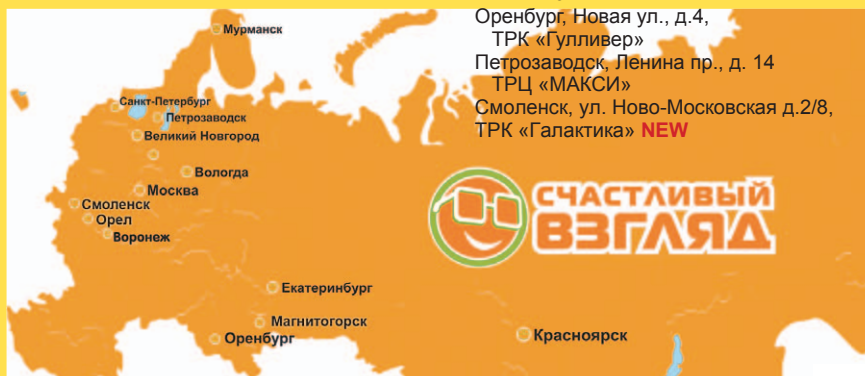 Оренбург, Новая ул., д.4,
ТРК «Гулливер»
Петрозаводск, Ленина пр., д. 14
ТРЦ «МАКСИ»
Смоленск, ул. Ново-Московская д.2/8,
ТРК «Галактика» NEW
Мурманск
Санкт-Петербург
Петрозаводск
Великий Новгород
Вологда
Москва
Смоленск
Орел
Воронеж
СЧАСТЛИВЫЙ
ВЗГЛЯД
Екатеринбург
Магнитогорск
Оренбург
Красноярск